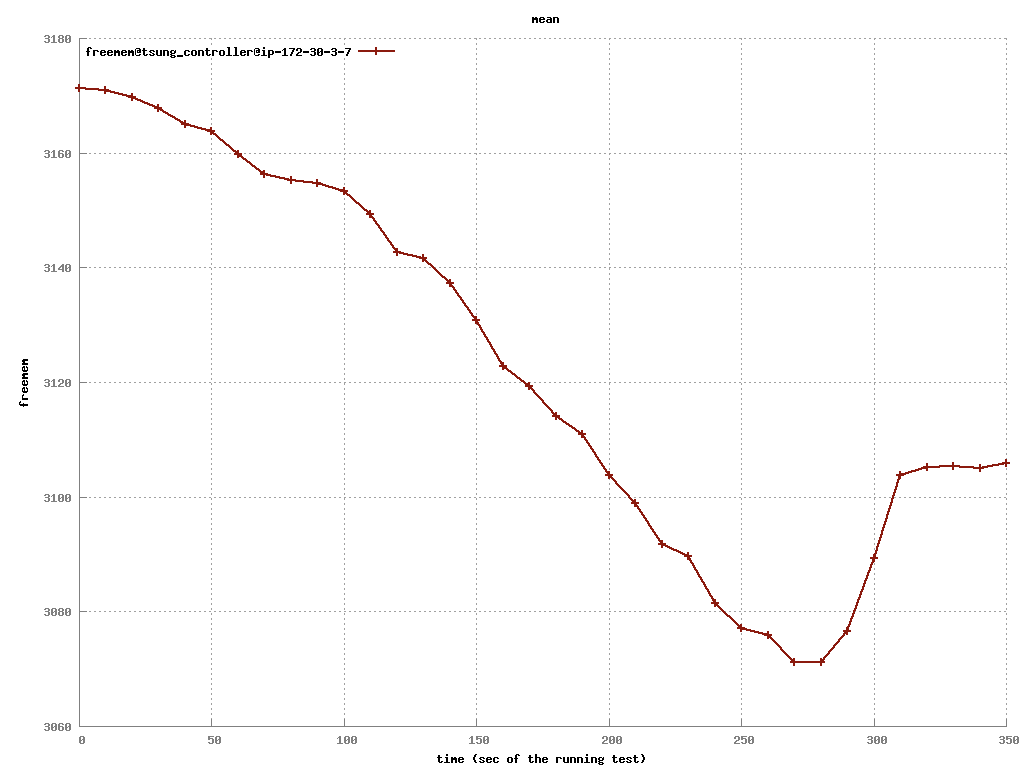 mean
3180
freemem@tsung_controller@ip-172-30-3-7
3160
3140
3120
3100
3080
3060
freemem
0 50 100 150 200 250 300 350
time (sec of the running test)